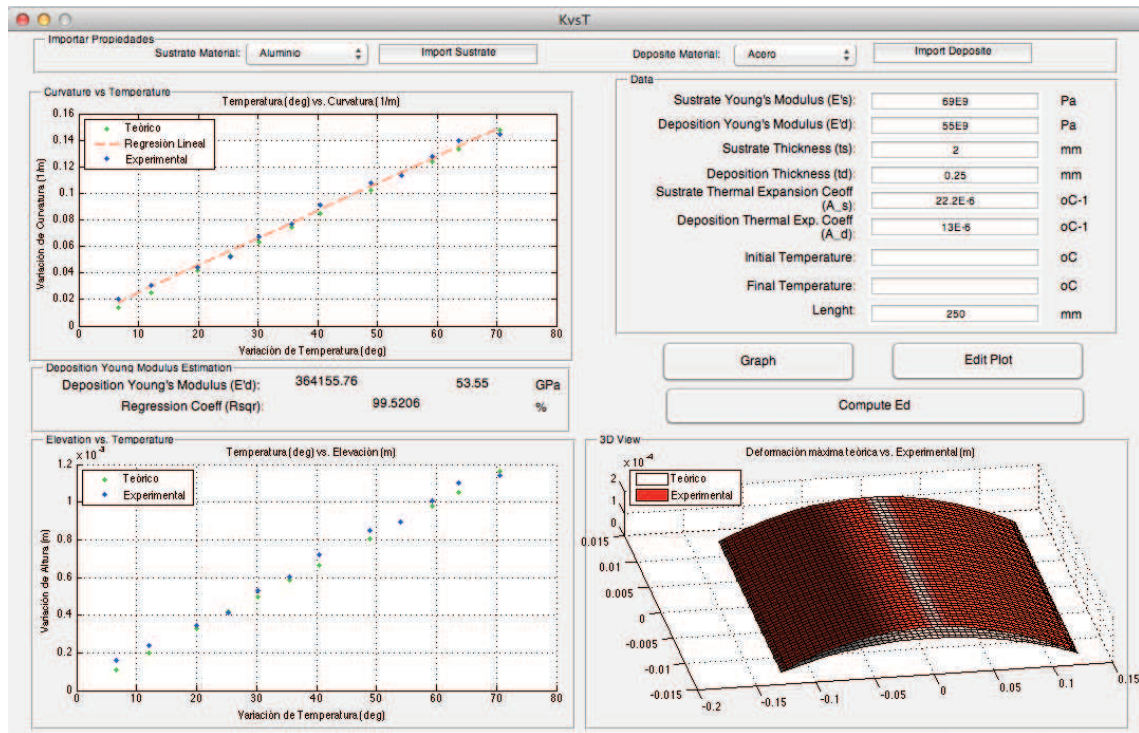 KvsT
Importar Propiedades
Sustrate Material: Aluminio Import Sustrate Deposite Material: Acero Import Deposite
Curvature vs Temperature
Temperatura (deg) vs. Curvatura (1/m)
Variación de Curvatura (1/m)
0.16
0.14
0.12
0.1
0.08
0.06
0.04
0.02
0
Teòrico
Regresión Lineal
Experimental
0 10 20 30 40 50 60 70 80
Variación de Temperatura (deg)
Data
Sustrate Young's Modulus (E's): 69E9 Pa
Deposition Young's Modulus (E'd): 55E9 Pa
Sustrate Thickness (ts): 2 mm
Deposition Thickness (td): 0.25 mm
Sustrate Thermal Expansion Ceoff
(A_s): 22.2E-6 oC-1
Deposition Thermal Exp. Coeff
(A_d): 13E-6 oC-1
Initial Temperature: oC
Final Temperature: oC
Lenght: 250 mm
Graph Edit Plot
Compute Ed
Deposition Young Modulus Estimation
Deposition Young's Modulus (E'd): 364155.76 53.55 GPa
Regression Coeff (Rsqr): 99.5206 %
Elevation vs. Temperature
Temperatura (deg) vs. Elevación (m)
x 10-3
Variación de Altura (m)
1.2
1
0.8
0.6
0.4
0.2
0
Teòrico
Experimental
0 10 20 30 40 50 60 70 80
Variación de Temperatura (deg)
3D View
Deformación màxima teòrica vs. Experimental (m)
x 10-4
Teòrico
Experimental
2
1
0
0.015
0.01
0.005
0
-0.005
-0.01
-0.015
-0.2 -0.15 -0.1 -0.05 0 0.05 0.1 0.15